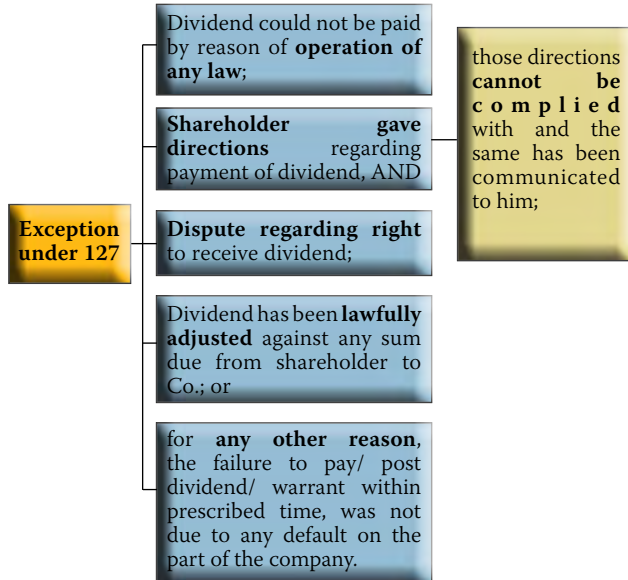 Exception
under 127
Dividend could not be paid
by reason of operation of
any law;
Shareholder gave
directions regarding
payment of dividend, AND
those directions
cannot be
complied
with and the
same has been
communicated
to him;
Dispute regarding right
to receive dividend;
Dividend has been lawfully
adjusted against any sum
due from shareholder to
Co.; or
for any other reason,
the failure to pay/ post
dividend/ warrant within
prescribed time, was not
due to any default on the
part of the company.